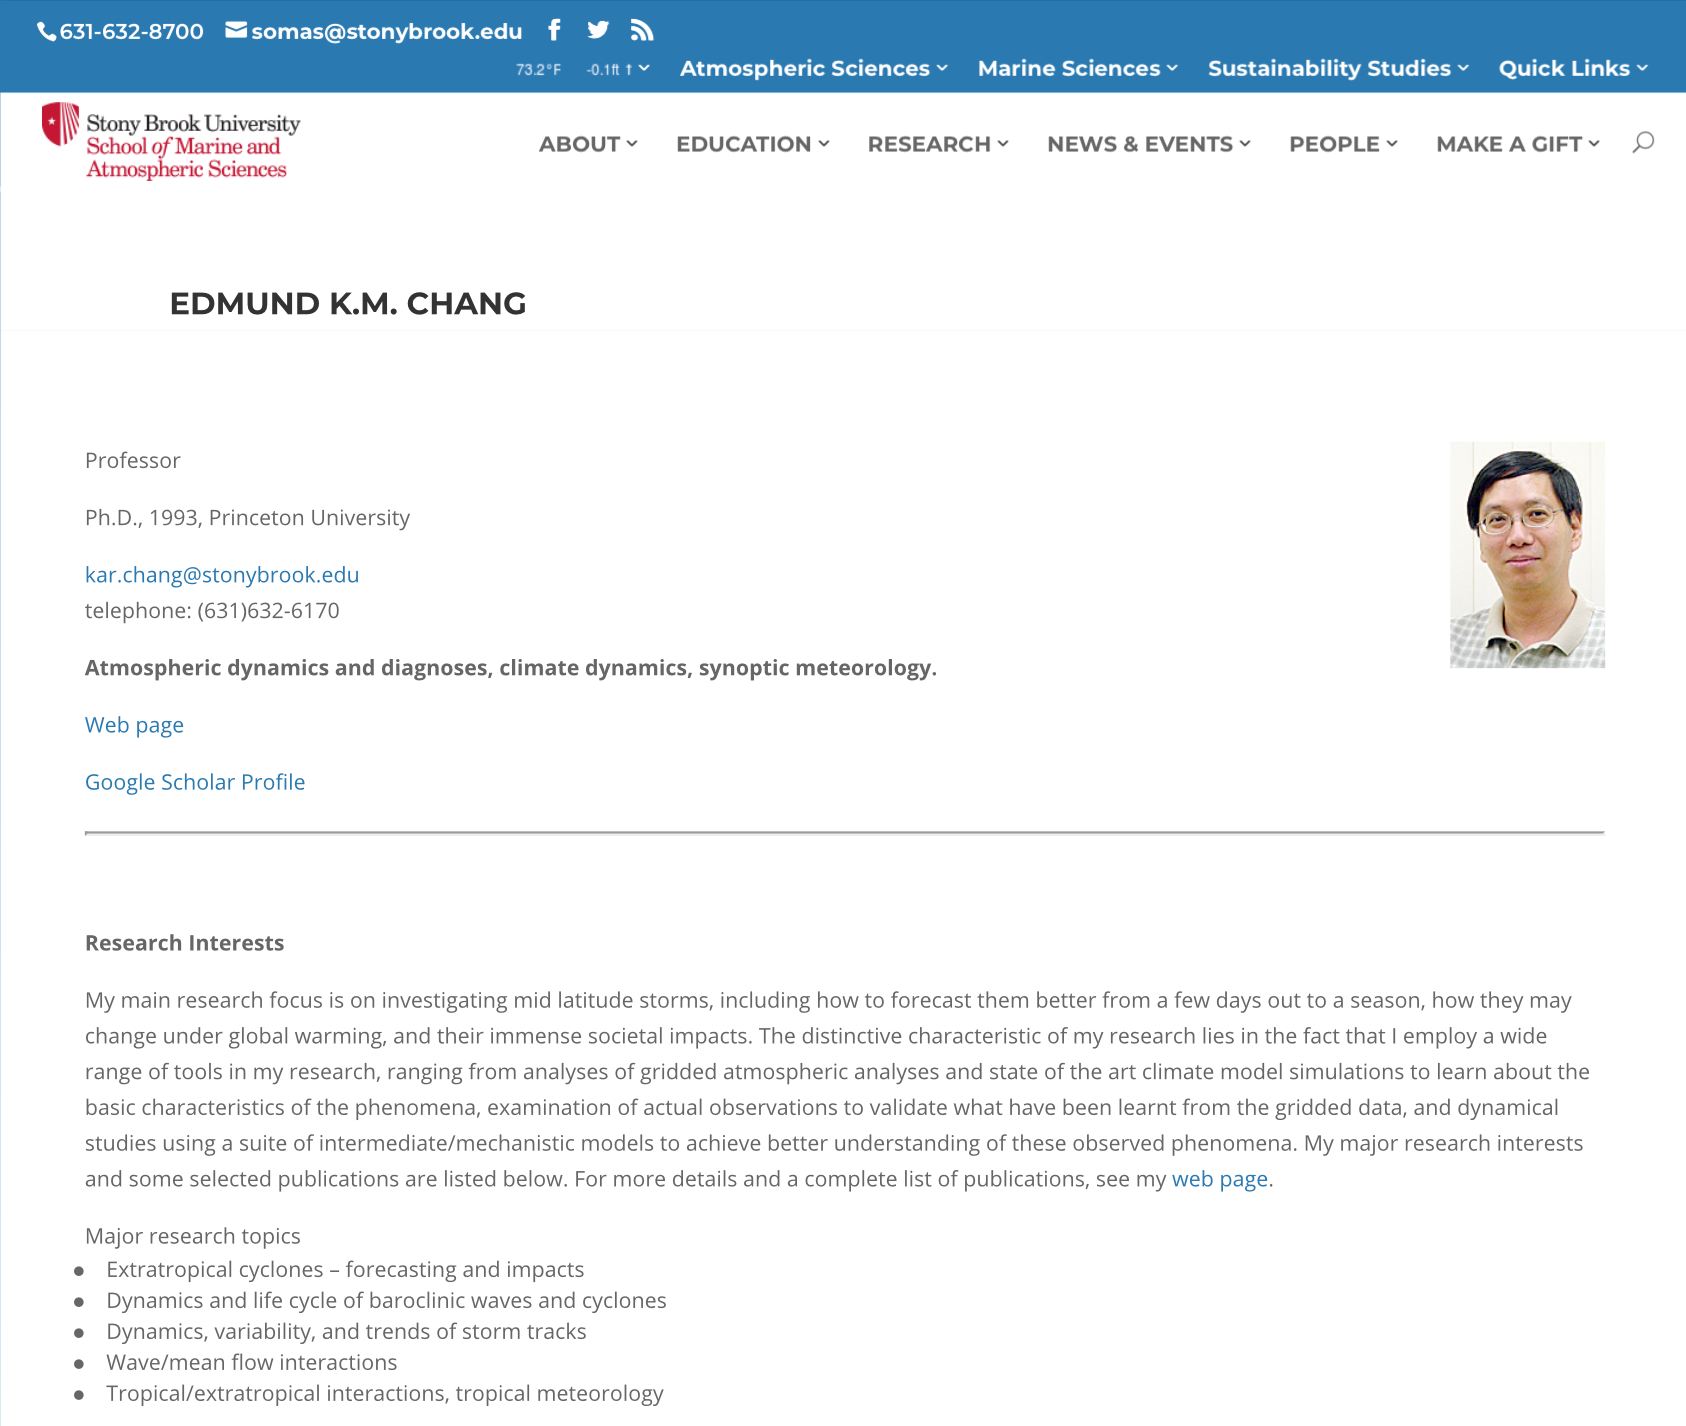 631-632-8700 somas@stonybrook.edu
73.2°F -0.1ft ↑ Atmospheric Sciences Marine Sciences Sustainability Studies Quick Links
Stony Brook University
School of Marine and
Atmospheric Sciences
ABOUT EDUCATION RESEARCH NEWS & EVENTS PEOPLE MAKE A GIFT
EDMUND K.M. CHANG
Professor
Ph.D., 1993, Princeton University
kar.chang@stonybrook.edu
telephone: (631)632-6170
Atmospheric dynamics and diagnoses, climate dynamics, synoptic meteorology.
Web page
Google Scholar Profile
Research Interests
My main research focus is on investigating mid latitude storms, including how to forecast them better from a few days out to a season, how they may
change under global warming, and their immense societal impacts. The distinctive characteristic of my research lies in the fact that I employ a wide
range of tools in my research, ranging from analyses of gridded atmospheric analyses and state of the art climate model simulations to learn about the
basic characteristics of the phenomena, examination of actual observations to validate what have been learnt from the gridded data, and dynamical
studies using a suite of intermediate/mechanistic models to achieve better understanding of these observed phenomena. My major research interests
and some selected publications are listed below. For more details and a complete list of publications, see my web page.
Major research topics
● Extratropical cyclones – forecasting and impacts
● Dynamics and life cycle of baroclinic waves and cyclones
● Dynamics, variability, and trends of storm tracks
● Wave/mean flow interactions
● Tropical/extratropical interactions, tropical meteorology